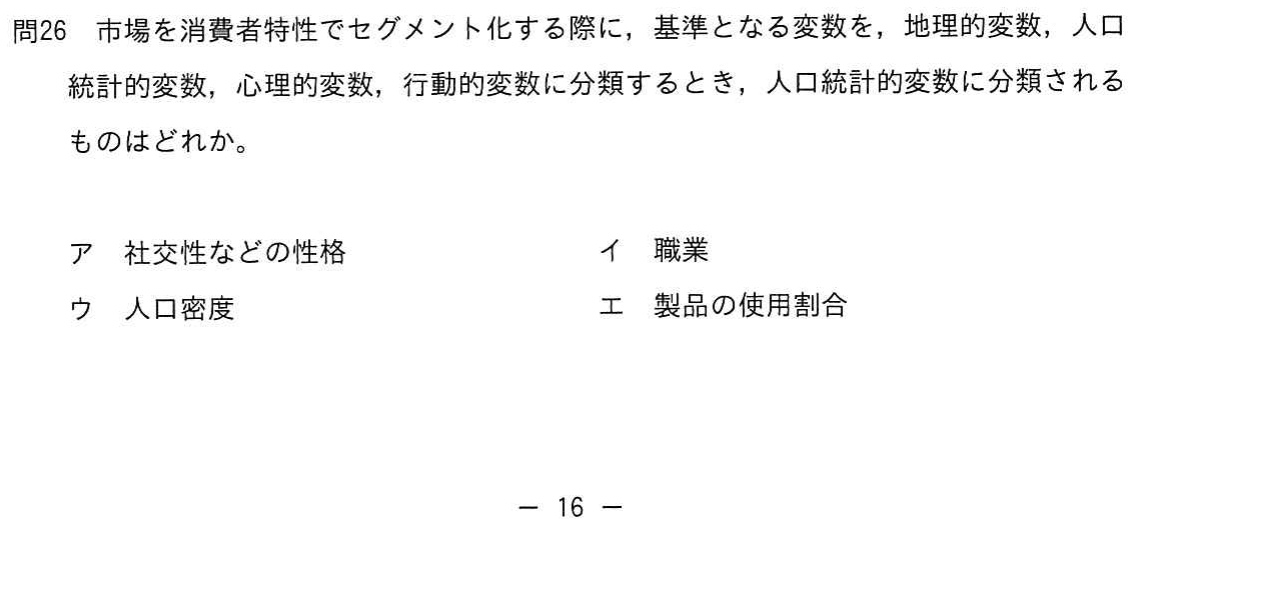 問26　市場を消費者特性でセグメント化する際に，基準となる変数を，地理的変数，人口
統計的変数，心理的変数，行動的変数に分類するとき，人口統計的変数に分類される
ものはどれか。
ア　社交性などの性格　イ　職業
ウ　人口密度　エ　製品の使用割合
－ 16 －